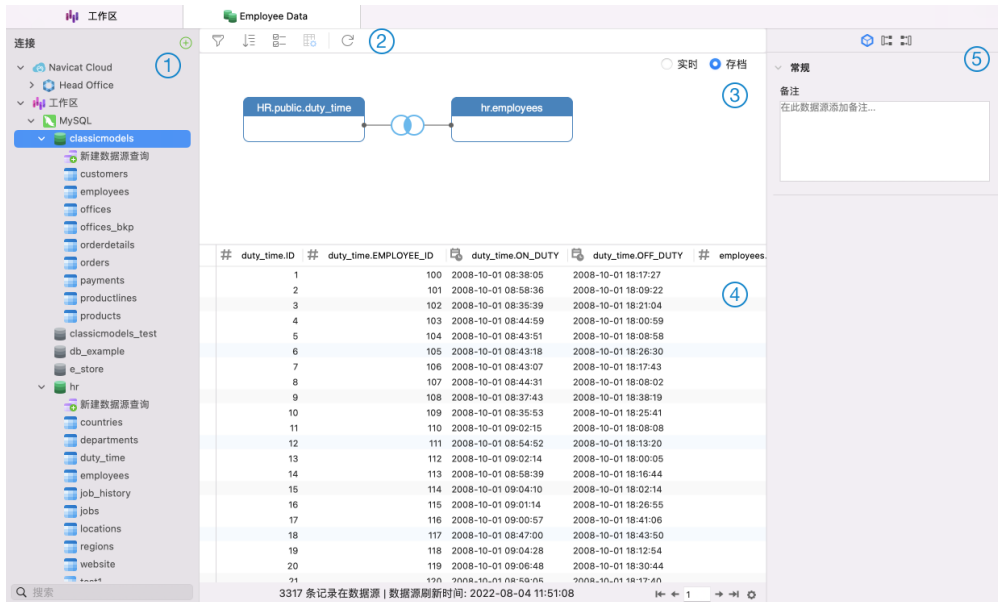 工作区
Employee Data
连接
①
Navicat Cloud
Head Office
工作区
MySQL
classicmodels
新建数据源查询
customers
employees
offices
offices_bkp
orderdetails
orders
payments
productlines
products
classicmodels_test
db_example
e_store
hr
新建数据源查询
countries
departments
duty_time
employees
job_history
jobs
locations
regions
website
搜索
②
实时 存档
③
HR.public.duty_time
hr.employees
# duty_time.ID # duty_time.EMPLOYEE_ID duty_time.ON_DUTY duty_time.OFF_DUTY # employees.
④
1 100 2008-10-01 08:38:05 2008-10-01 18:17:27
2 101 2008-10-01 08:58:36 2008-10-01 18:09:22
3 102 2008-10-01 08:35:39 2008-10-01 18:21:04
4 103 2008-10-01 08:44:59 2008-10-01 18:00:59
5 104 2008-10-01 08:43:51 2008-10-01 18:08:58
6 105 2008-10-01 08:43:18 2008-10-01 18:26:30
7 106 2008-10-01 08:43:07 2008-10-01 18:17:43
8 107 2008-10-01 08:44:31 2008-10-01 18:08:02
9 108 2008-10-01 08:37:43 2008-10-01 18:38:19
10 109 2008-10-01 08:35:53 2008-10-01 18:25:41
11 110 2008-10-01 09:02:15 2008-10-01 18:08:08
12 111 2008-10-01 08:54:52 2008-10-01 18:13:20
13 112 2008-10-01 09:02:14 2008-10-01 18:00:05
14 113 2008-10-01 08:58:39 2008-10-01 18:16:44
15 114 2008-10-01 09:04:10 2008-10-01 18:02:14
16 115 2008-10-01 09:01:14 2008-10-01 18:26:55
17 116 2008-10-01 09:00:57 2008-10-01 18:41:06
18 117 2008-10-01 08:47:00 2008-10-01 18:43:50
19 118 2008-10-01 09:04:28 2008-10-01 18:12:54
20 119 2008-10-01 09:06:48 2008-10-01 18:30:44
21 120 2008-10-01 08:59:05 2008-10-01 18:17:40
3317 条记录在数据源 | 数据源刷新时间: 2022-08-04 11:51:08
1
⑤
常规
备注
在此数据源添加备注...